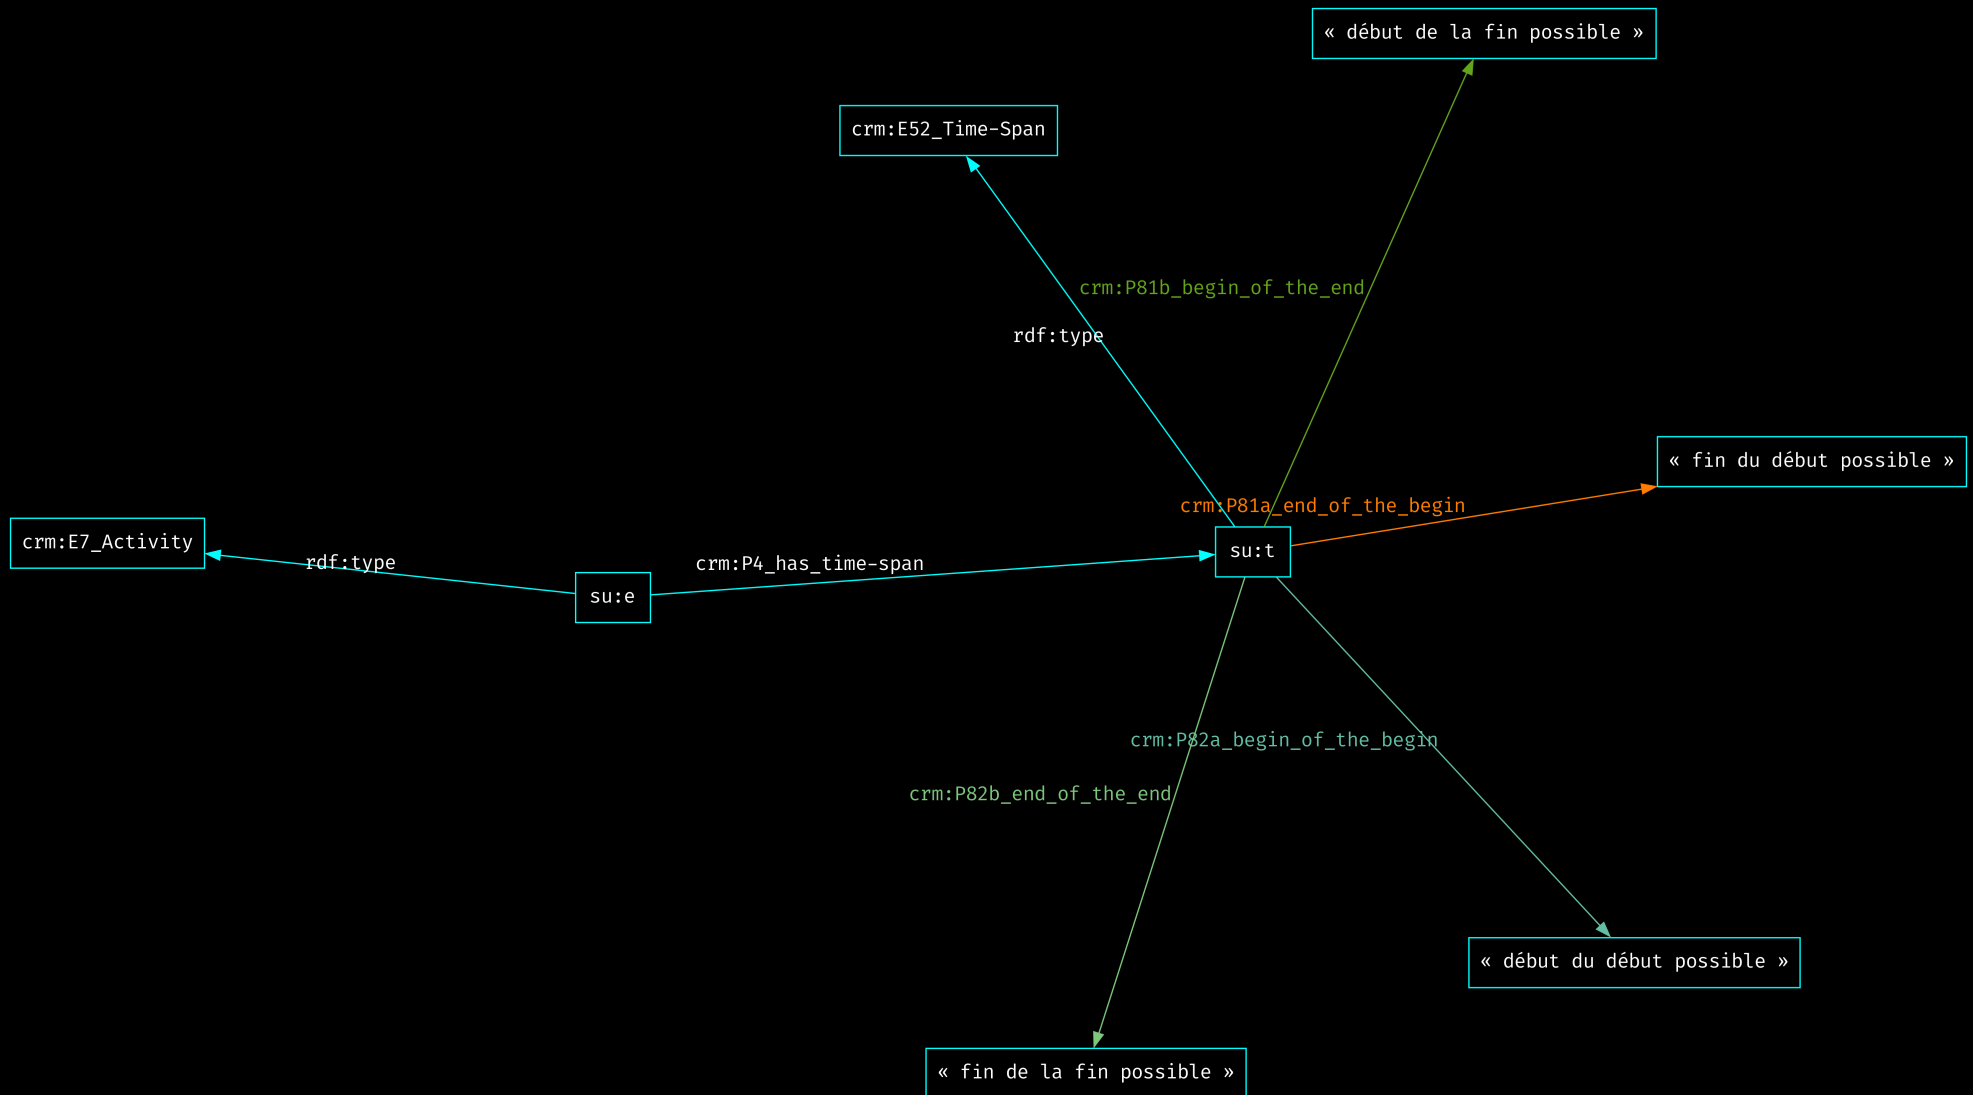 « début de la fin possible »
crm:E52_Time-Span
crm:P81b_begin_of_the_end
rdf:type
« fin du début possible »
crm:P81a_end_of_the_begin
crm:E7_Activity
rdf:type
crm:P4_has_time-span
su:t
su:e
crm:P82a_begin_of_the_begin
crm:P82b_end_of_the_end
« début du début possible »
« fin de la fin possible »